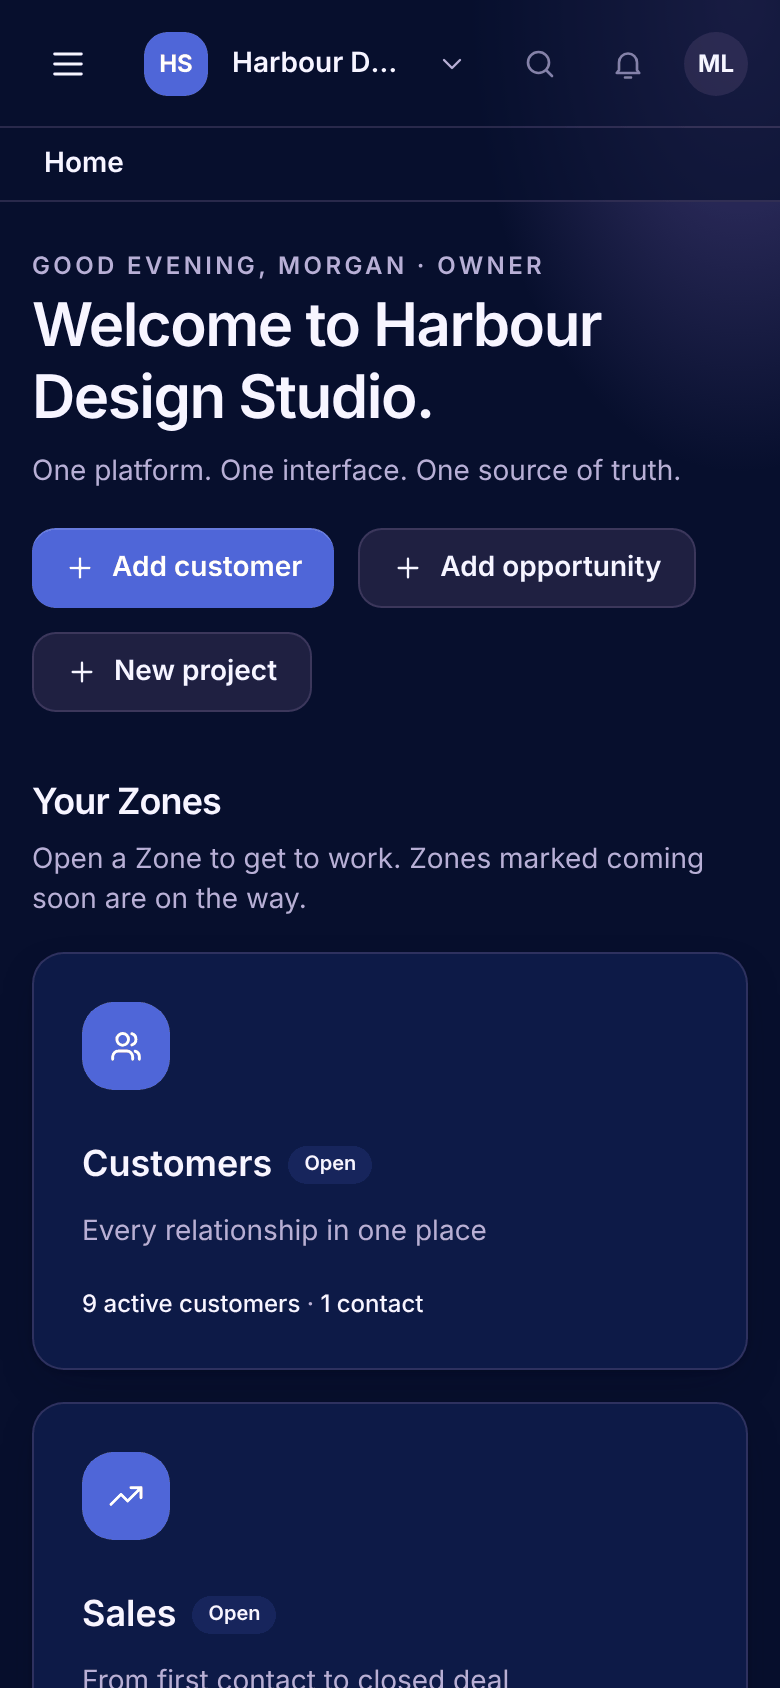 HS Harbour D... ML
Home
GOOD EVENING, MORGAN · OWNER
Welcome to Harbour
Design Studio.
One platform. One interface. One source of truth.
Add customer
Add opportunity
New project
Your Zones
Open a Zone to get to work. Zones marked coming
soon are on the way.
Customers Open
Every relationship in one place
9 active customers · 1 contact
Sales Open
From first contact to closed deal